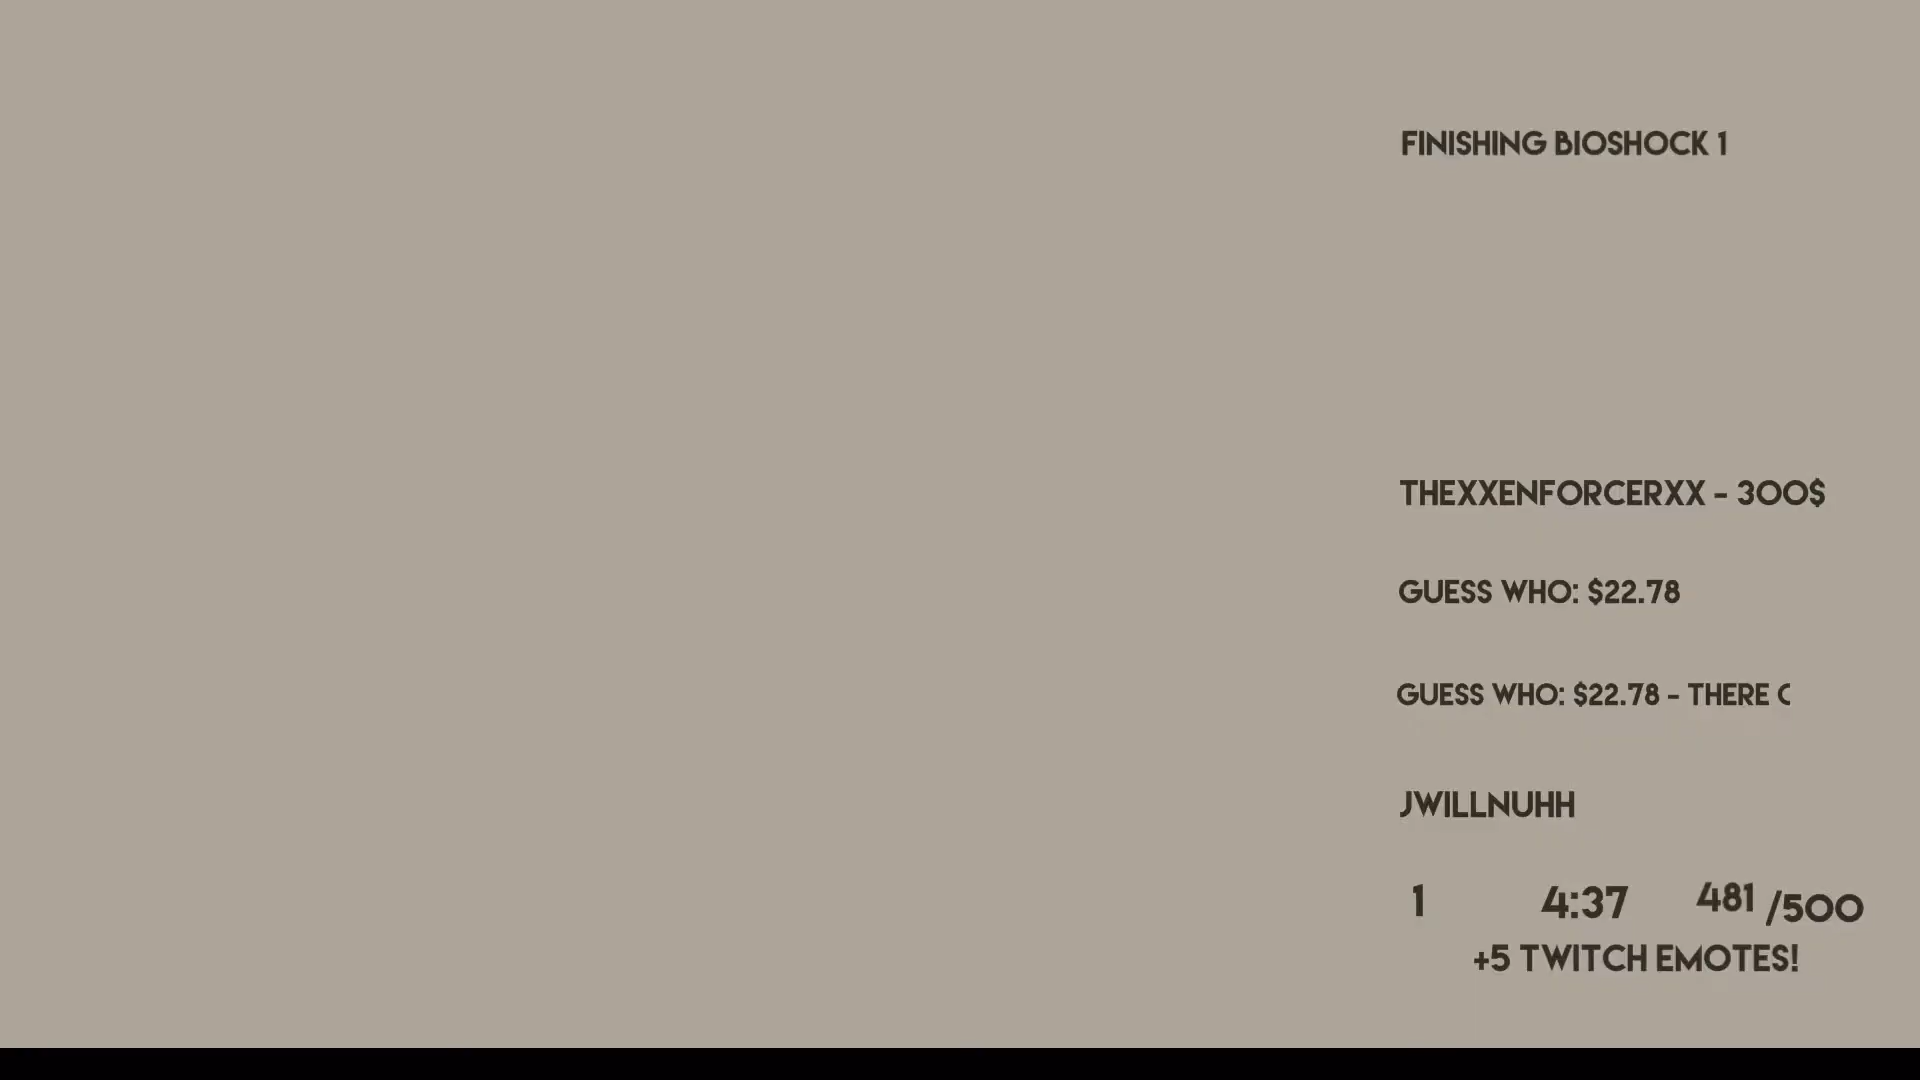 FINISHING BIOSHOCK 1
THEXXENFORCERXX - 300$
GUESS WHO: $22.78
GUESS WHO: $22.78 - THERE
JWILLNUHH
1 4:37 481 /500
+5 TWITCH EMOTES!